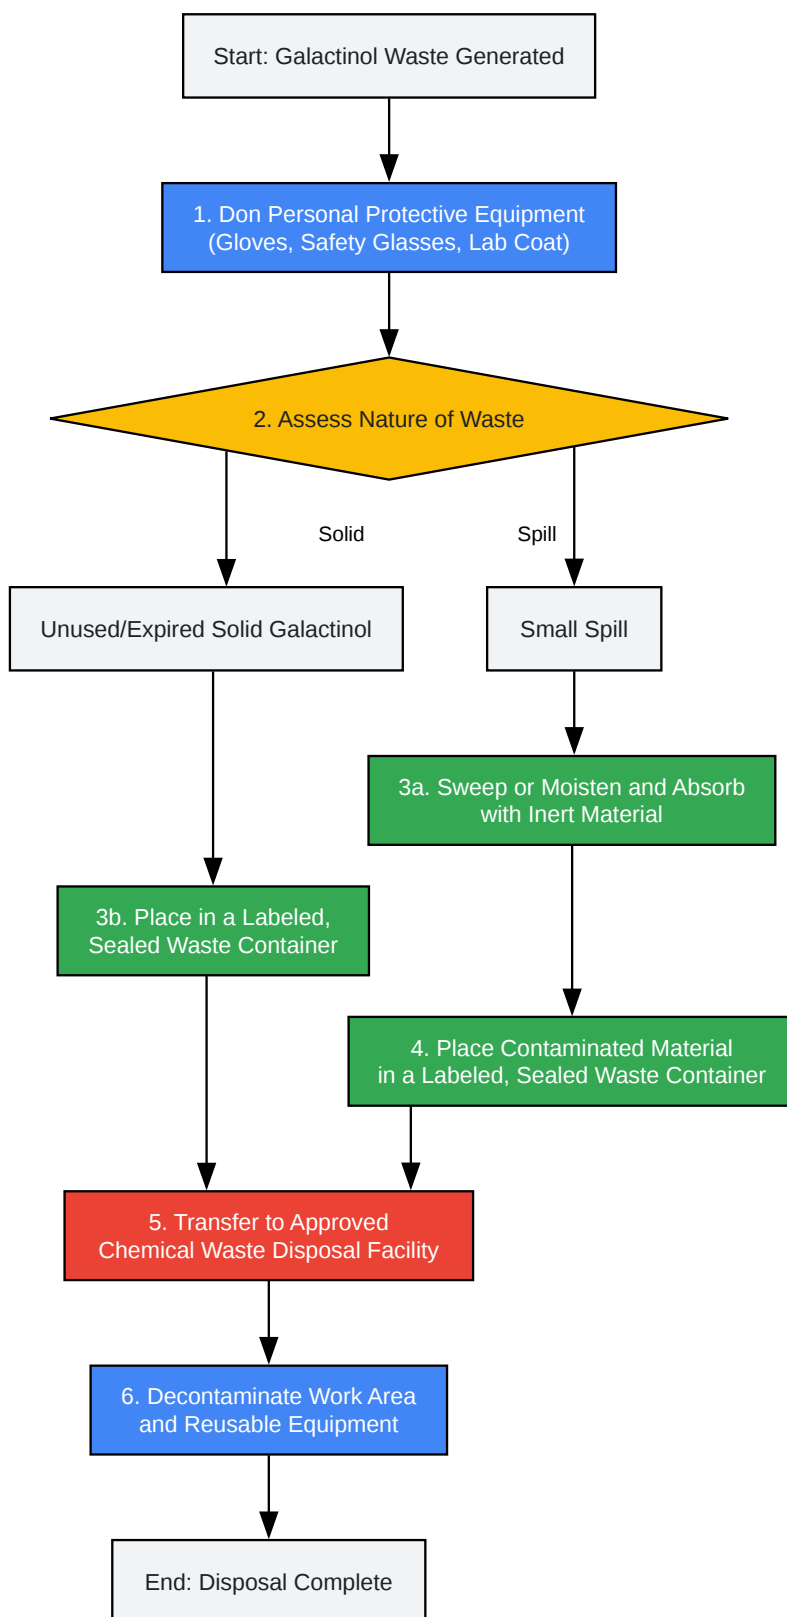 Start: Galactinol Waste Generated
1. Don Personal Protective Equipment
(Gloves, Safety Glasses, Lab Coat)
2. Assess Nature of Waste
Solid
Spill
Unused/Expired Solid Galactinol
Small Spill
3a. Sweep or Moisten and Absorb
with Inert Material
3b. Place in a Labeled,
Sealed Waste Container
4. Place Contaminated Material
in a Labeled, Sealed Waste Container
5. Transfer to Approved
Chemical Waste Disposal Facility
6. Decontaminate Work Area
and Reusable Equipment
End: Disposal Complete